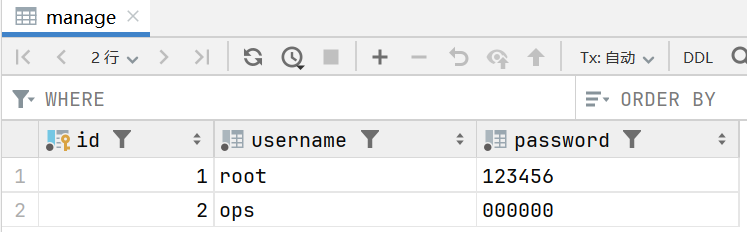 manage
2 行 Tx: 自动 DDL
WHERE ORDER BY
id username password
1 1 root 123456
2 2 ops 000000